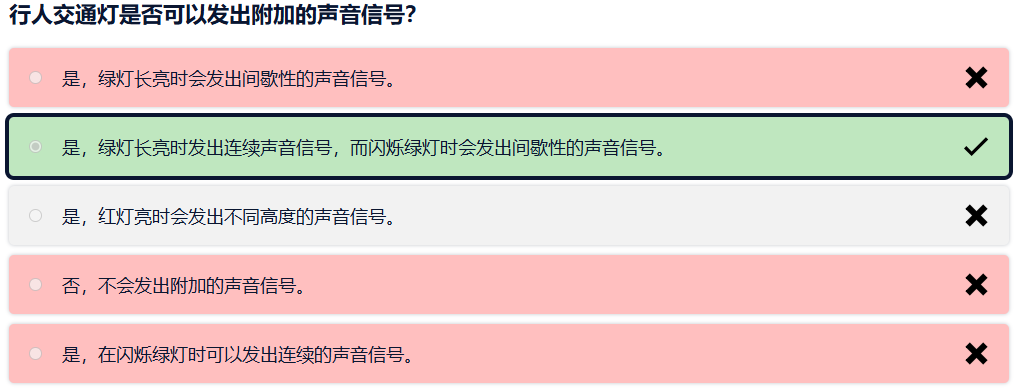 行人交通灯是否可以发出附加的声音信号？
是，绿灯长亮时会发出间歇性的声音信号。
是，绿灯长亮时发出连续声音信号，而闪烁绿灯时会发出间歇性的声音信号。
是，红灯亮时会发出不同高度的声音信号。
否，不会发出附加的声音信号。
是，在闪烁绿灯时可以发出连续的声音信号。